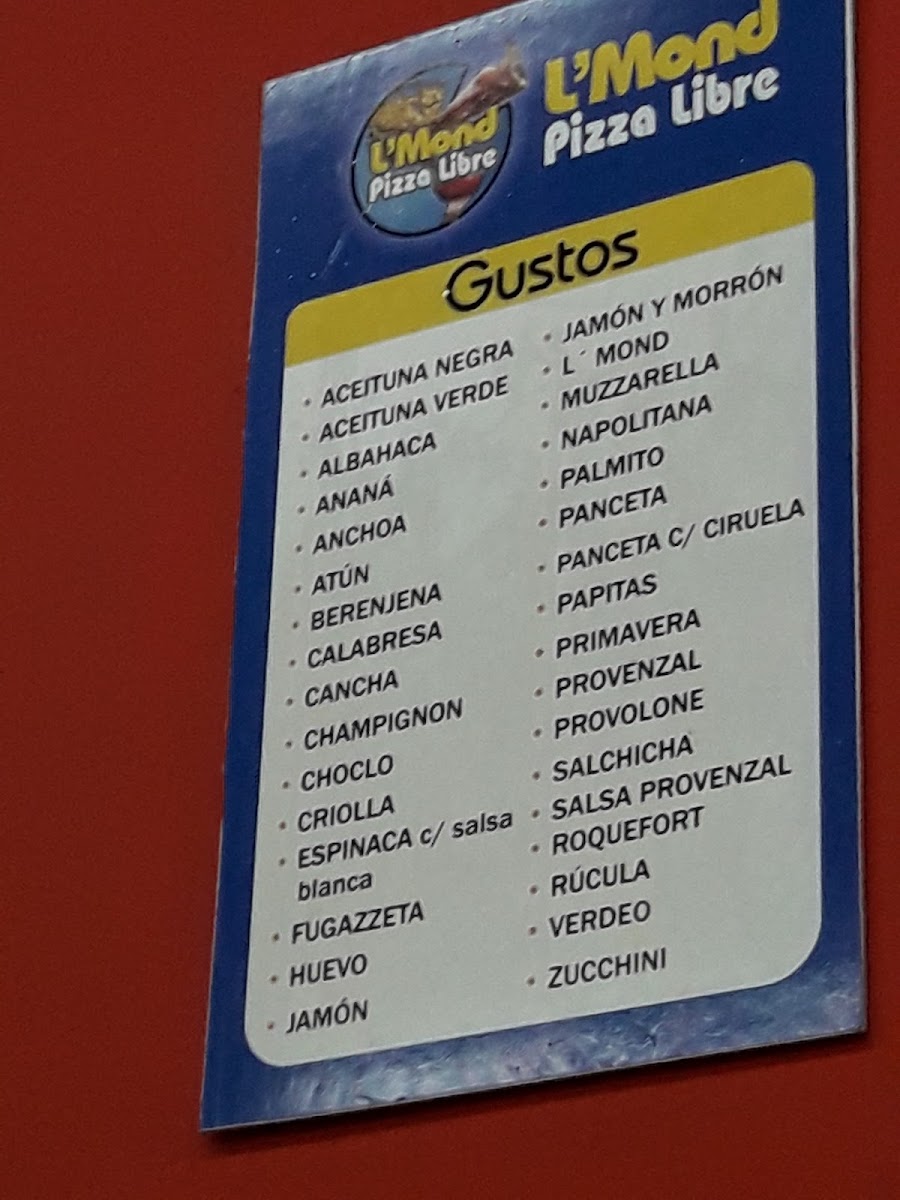 L'Mond
Pizza Libre
L'Mond
Pizza Libre
Gustos
• ACEITUNA NEGRA
• ACEITUNA VERDE
• ALBAHACA
• ANANÁ
• ANCHOA
• ATÚN
• BERENJENA
• CALABRESA
• CANCHA
• CHAMPIGNON
• CHOCLO
• CRIOLLA
• ESPINACA c/ salsa
blanca
• FUGAZZETA
• HUEVO
• JAMÓN
• JAMÓN Y MORRÓN
• L´ MOND
• MUZZARELLA
• NAPOLITANA
• PALMITO
• PANCETA
• PANCETA C/ CIRUELA
• PAPITAS
• PRIMAVERA
• PROVENZAL
• PROVOLONE
• SALCHICHA
• SALSA PROVENZAL
• ROQUEFORT
• RÚCULA
• VERDEO
• ZUCCHINI